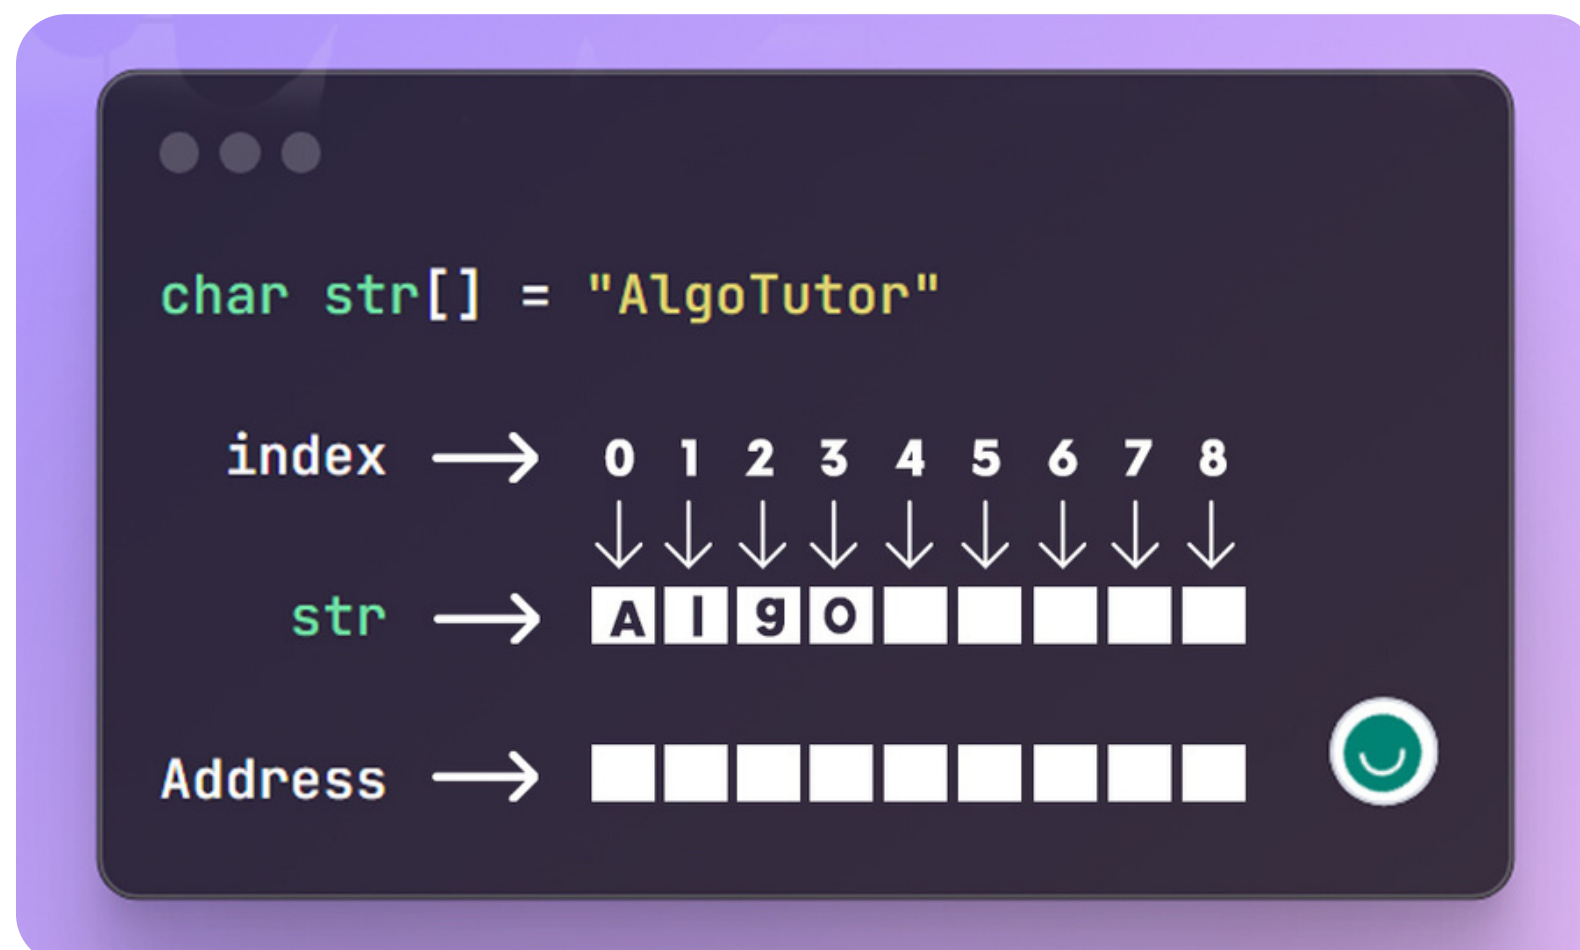 char str[] = "AlgoTutor"
index 0 1 2 3 4 5 6 7 8
str A l g o
Address